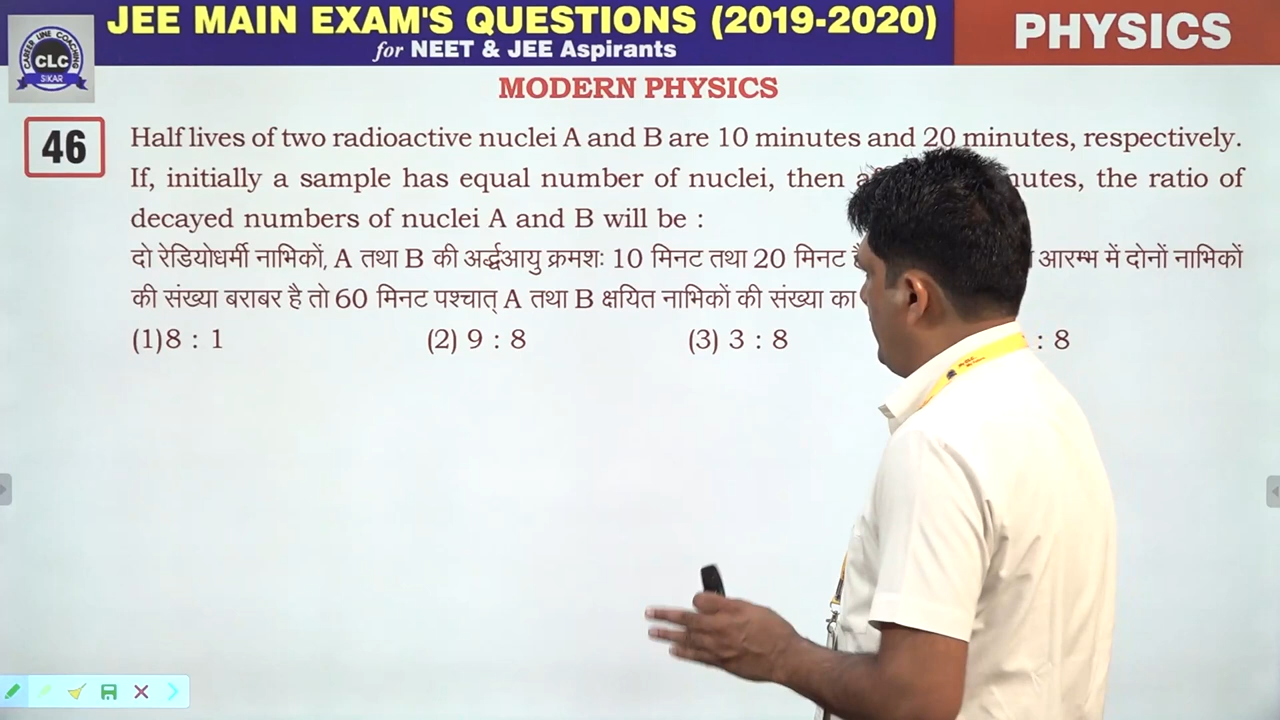 JEE MAIN EXAM'S QUESTIONS (2019-2020)
for NEET & JEE Aspirants
PHYSICS
CAREER LINE COACHING
CLC
SIKAR
MODERN PHYSICS
46
Half lives of two radioactive nuclei A and B are 10 minutes and 20 minutes, respectively.
If, initially a sample has equal number of nuclei, then the ratio of
decayed numbers of nuclei A and B will be :
दो रेडियोधर्मी नाभिकों, A तथा B की अर्द्धआयु क्रमशः 10 मिनट तथा 20 मिनट आरम्भ में दोनों नाभिकों
की संख्या बराबर है तो 60 मिनट पश्चात् A तथा B क्षयित नाभिकों की संख्या का
(1)8 : 1 (2) 9 : 8 (3) 3 : 8 : 8